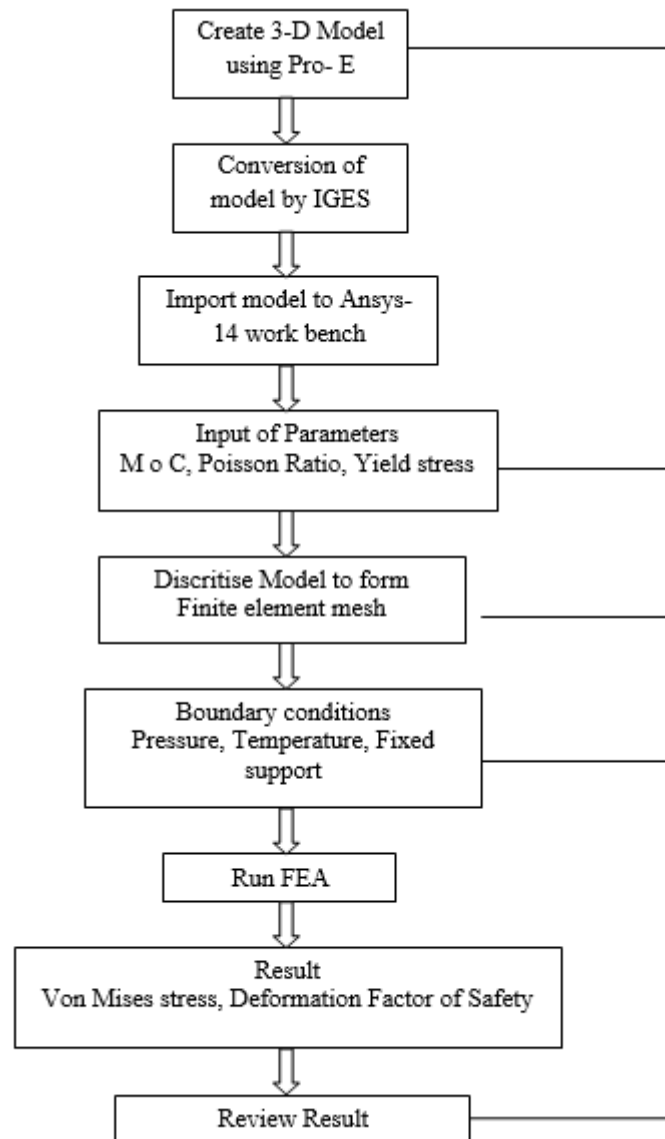 Create 3-D Model
using Pro- E
Conversion of
model by IGES
Import model to Ansys-
14 work bench
Input of Parameters
M o C, Poisson Ratio, Yield stress
Discritise Model to form
Finite element mesh
Boundary conditions
Pressure, Temperature, Fixed
support
Run FEA
Result
Von Mises stress, Deformation Factor of Safety
Review Result